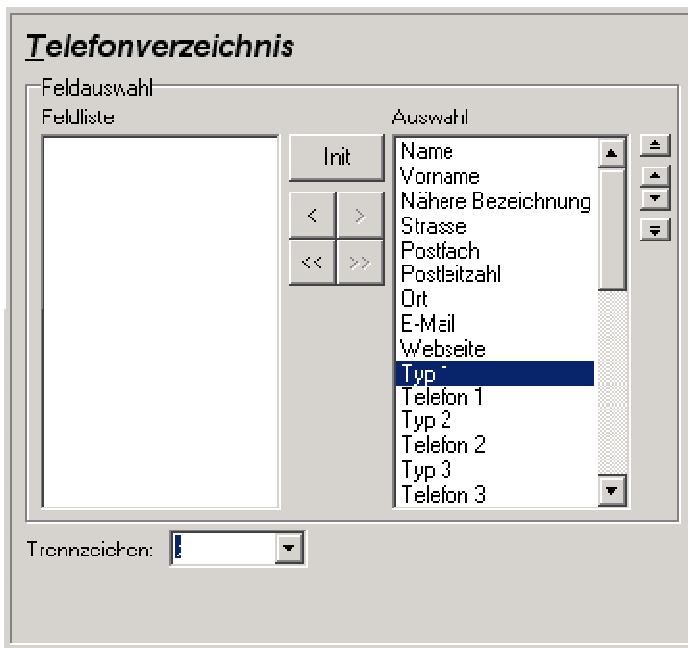 Telefonverzeichnis
Feldauswahl
Feldliste
Auswahl
Init
<
>
<<
>>
Name
Vorname
Nähere Bezeichnung
Strasse
Postfach
Postleitzahl
Ort
E-Mail
Webseite
Typ 1
Telefon 1
Typ 2
Telefon 2
Typ 3
Telefon 3
Trennzeichen: